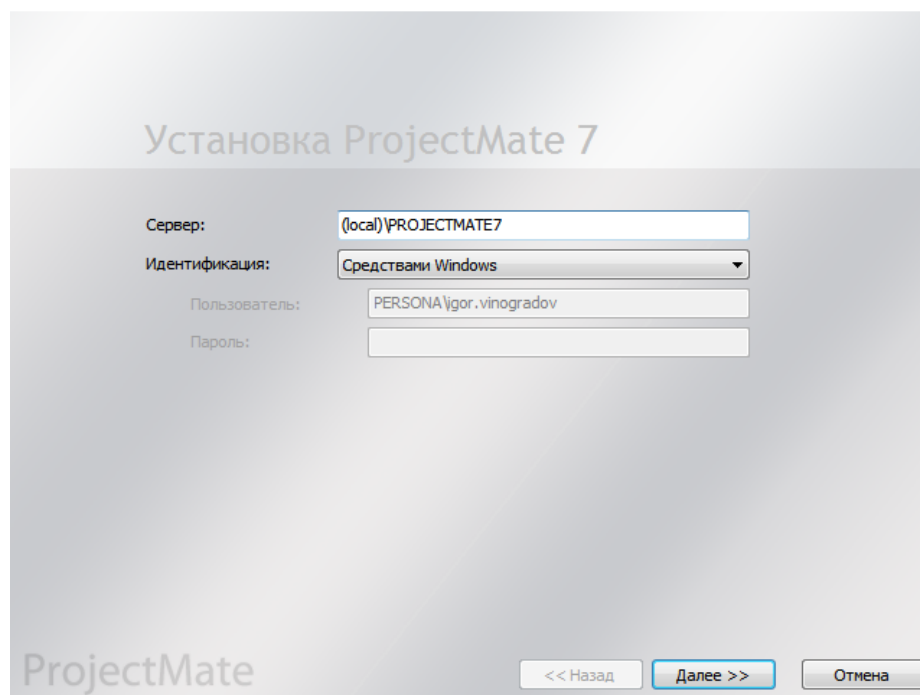 Установка ProjectMate 7
Сервер: (local)\PROJECTMATE7
Идентификация: Средствами Windows
Пользователь: PERSONA\igor.vinogradov
Пароль:
ProjectMate << Назад Далее >> Отмена